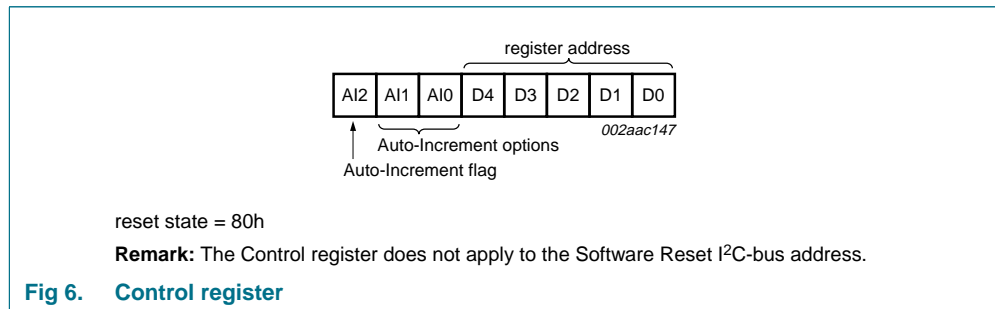 register address
AI2 AI1 AI0 D4 D3 D2 D1 D0
002aac147
Auto-Increment options
Auto-Increment flag
reset state = 80h
Remark: The Control register does not apply to the Software Reset I²C-bus address.
Fig 6. Control register